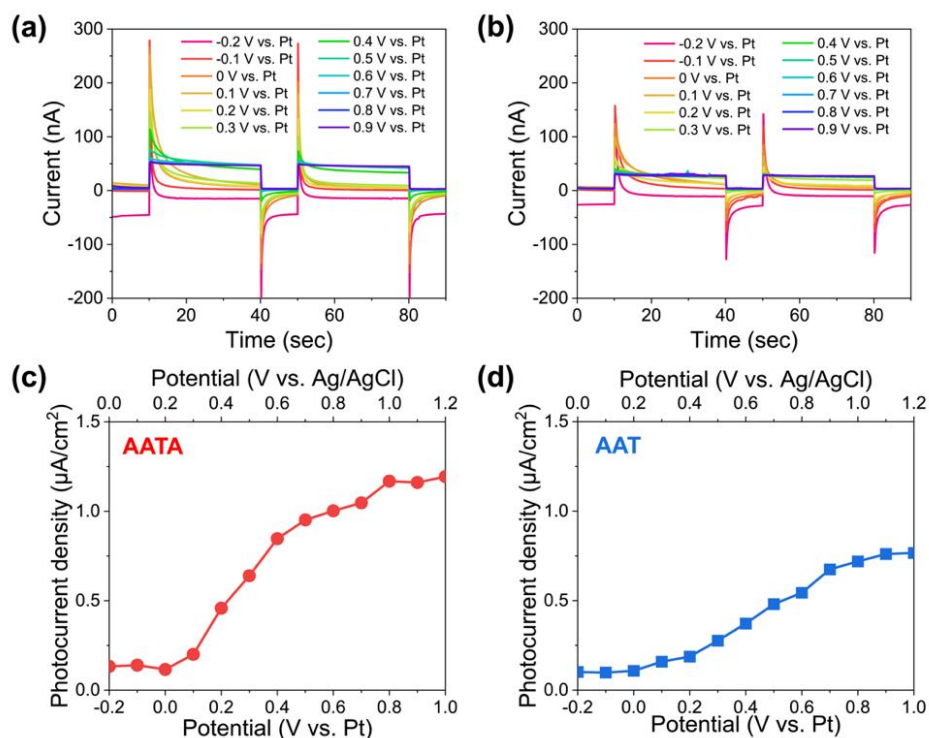 (a)
300
200
100
0
-100
-200
Current (nA)
-0.2 V vs. Pt
-0.1 V vs. Pt
0 V vs. Pt
0.1 V vs. Pt
0.2 V vs. Pt
0.3 V vs. Pt
0.4 V vs. Pt
0.5 V vs. Pt
0.6 V vs. Pt
0.7 V vs. Pt
0.8 V vs. Pt
0.9 V vs. Pt
0 20 40 60 80
Time (sec)
(b)
300
200
100
0
-100
-200
Current (nA)
-0.2 V vs. Pt
-0.1 V vs. Pt
0 V vs. Pt
0.1 V vs. Pt
0.2 V vs. Pt
0.3 V vs. Pt
0.4 V vs. Pt
0.5 V vs. Pt
0.6 V vs. Pt
0.7 V vs. Pt
0.8 V vs. Pt
0.9 V vs. Pt
0 20 40 60 80
Time (sec)
(c)
Potential (V vs. Ag/AgCl)
0.0 0.2 0.4 0.6 0.8 1.0 1.2
1.5
1.0
0.5
0.0
Photocurrent density (µA/cm²)
AATA
-0.2 0.0 0.2 0.4 0.6 0.8 1.0
Potential (V vs. Pt)
(d)
Potential (V vs. Ag/AgCl)
0.0 0.2 0.4 0.6 0.8 1.0 1.2
1.5
1.0
0.5
0.0
Photocurrent density (µA/cm²)
AAT
-0.2 0.0 0.2 0.4 0.6 0.8 1.0
Potential (V vs. Pt)